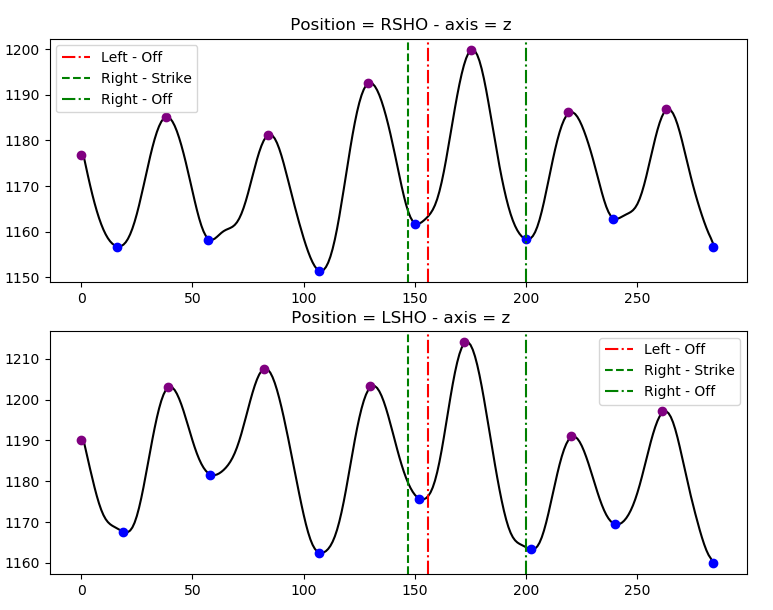 Position = RSHO - axis = z
1200
1190
1180
1170
1160
1150
Left - Off
Right - Strike
Right - Off
0 50 100 150 200 250
Position = LSHO - axis = z
1210
1200
1190
1180
1170
1160
Left - Off
Right - Strike
Right - Off
0 50 100 150 200 250